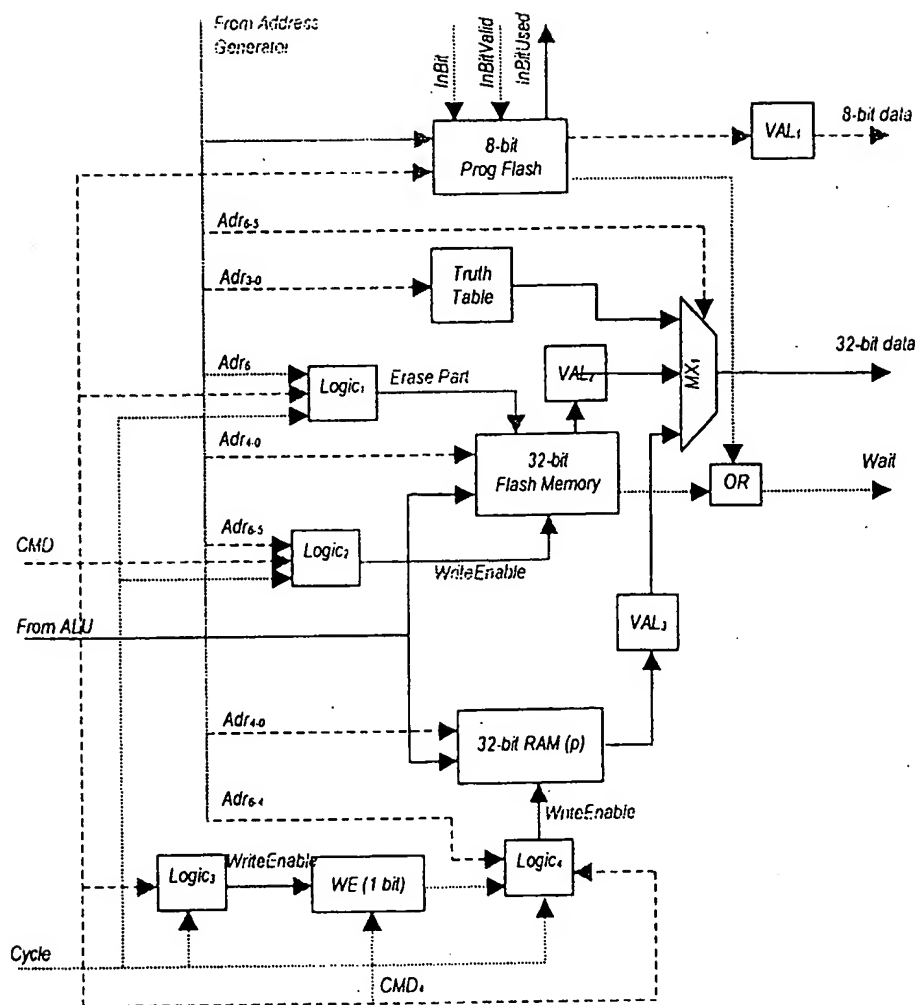 From Address
Generator
InBit
InBitValid
InBitUsed
8-bit
Prog Flash
VAL₁
8-bit data
Adr₆₋₅
Adr₃₋₀
Truth
Table
MX₁
32-bit data
Adr₆
Logic₁
Erase Part
VAL₂
Adr₄₋₀
32-bit
Flash Memory
OR
Wait
Adr₆₋₅
CMD
Logic₂
WriteEnable
From ALU
VAL₃
Adr₄₋₀
32-bit RAM (p)
Adr₆₋₄
WriteEnable
Logic₃
WriteEnable
WE (1 bit)
Logic₄
Cycle
CMD₄